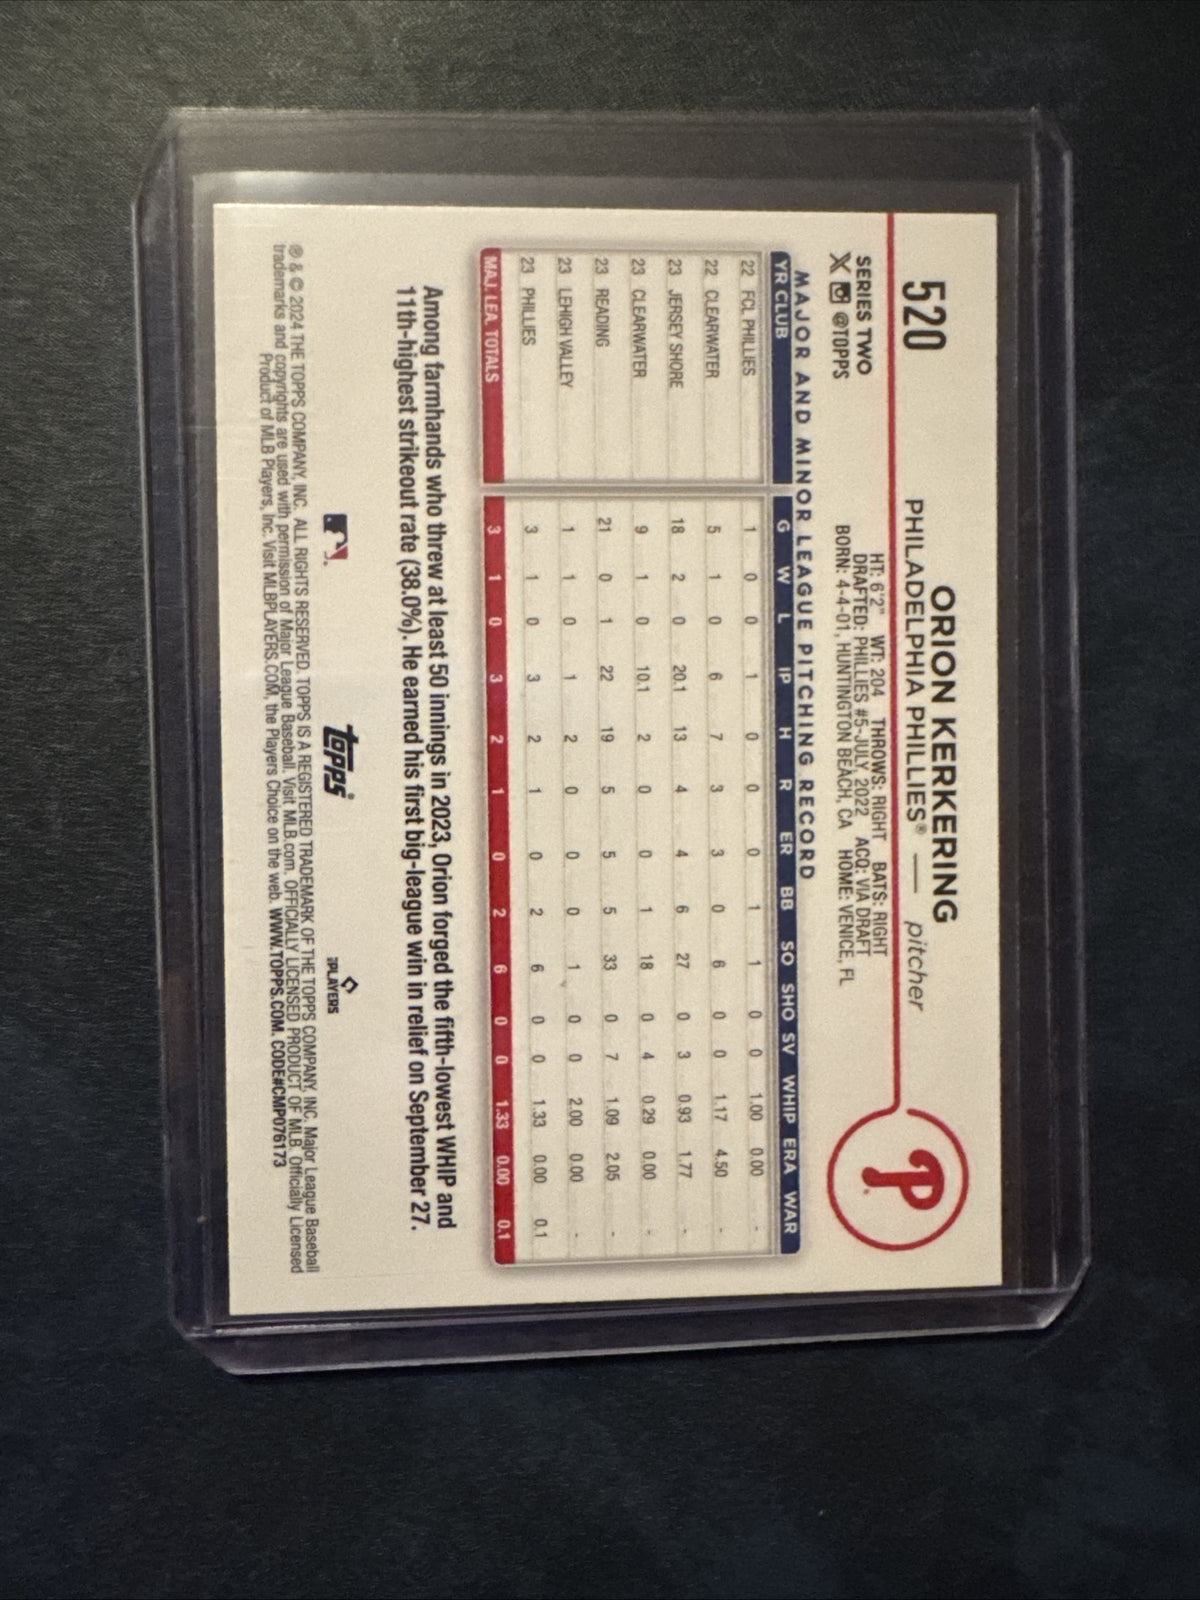 520
ORION KERKERING
PHILADELPHIA PHILLIES® — pitcher
SERIES TWO
X @TOPPS
HT: 6'2" WT: 204 THROWS: RIGHT BATS: RIGHT
DRAFTED: PHILLIES #5-JULY, 2022 ACQ: VIA DRAFT
BORN: 4-4-01, HUNTINGTON BEACH, CA HOME: VENICE, FL
P
MAJOR AND MINOR LEAGUE PITCHING RECORD
YR CLUB G W L IP H R ER BB SO SHO SV WHIP ERA WAR
22 FCL PHILLIES 1 0 0 1 0 0 0 1 1 0 0 1.00 0.00 -
22 CLEARWATER 5 1 0 6 7 3 3 0 6 0 0 1.17 4.50 -
23 JERSEY SHORE 18 2 0 20.1 13 4 4 6 27 0 3 0.93 1.77 -
23 CLEARWATER 9 1 0 10.1 2 0 0 1 18 0 4 0.29 0.00 -
23 READING 21 0 1 22 19 5 5 5 33 0 7 1.09 2.05 -
23 LEHIGH VALLEY 1 1 0 1 2 0 0 0 1 0 0 2.00 0.00 -
23 PHILLIES 3 1 0 3 2 1 0 2 6 0 0 1.33 0.00 0.1
MAJ. LEA. TOTALS 3 1 0 3 2 1 0 2 6 0 0 1.33 0.00 0.1
Among farmhands who threw at least 50 innings in 2023, Orion forged the fifth-lowest WHIP and
11th-highest strikeout rate (38.0%). He earned his first big-league win in relief on September 27.
topps®
PLAYERS
® & © 2024 THE TOPPS COMPANY, INC. ALL RIGHTS RESERVED. TOPPS IS A REGISTERED TRADEMARK OF THE TOPPS COMPANY, INC. Major League Baseball
trademarks and copyrights are used with permission of Major League Baseball. Visit MLB.com. OFFICIALLY LICENSED PRODUCT OF MLB Officially Licensed
Product of MLB Players, Inc. Visit MLBPLAYERS.COM, the Players Choice on the web. WWW.TOPPS.COM. CODE#CMP076173